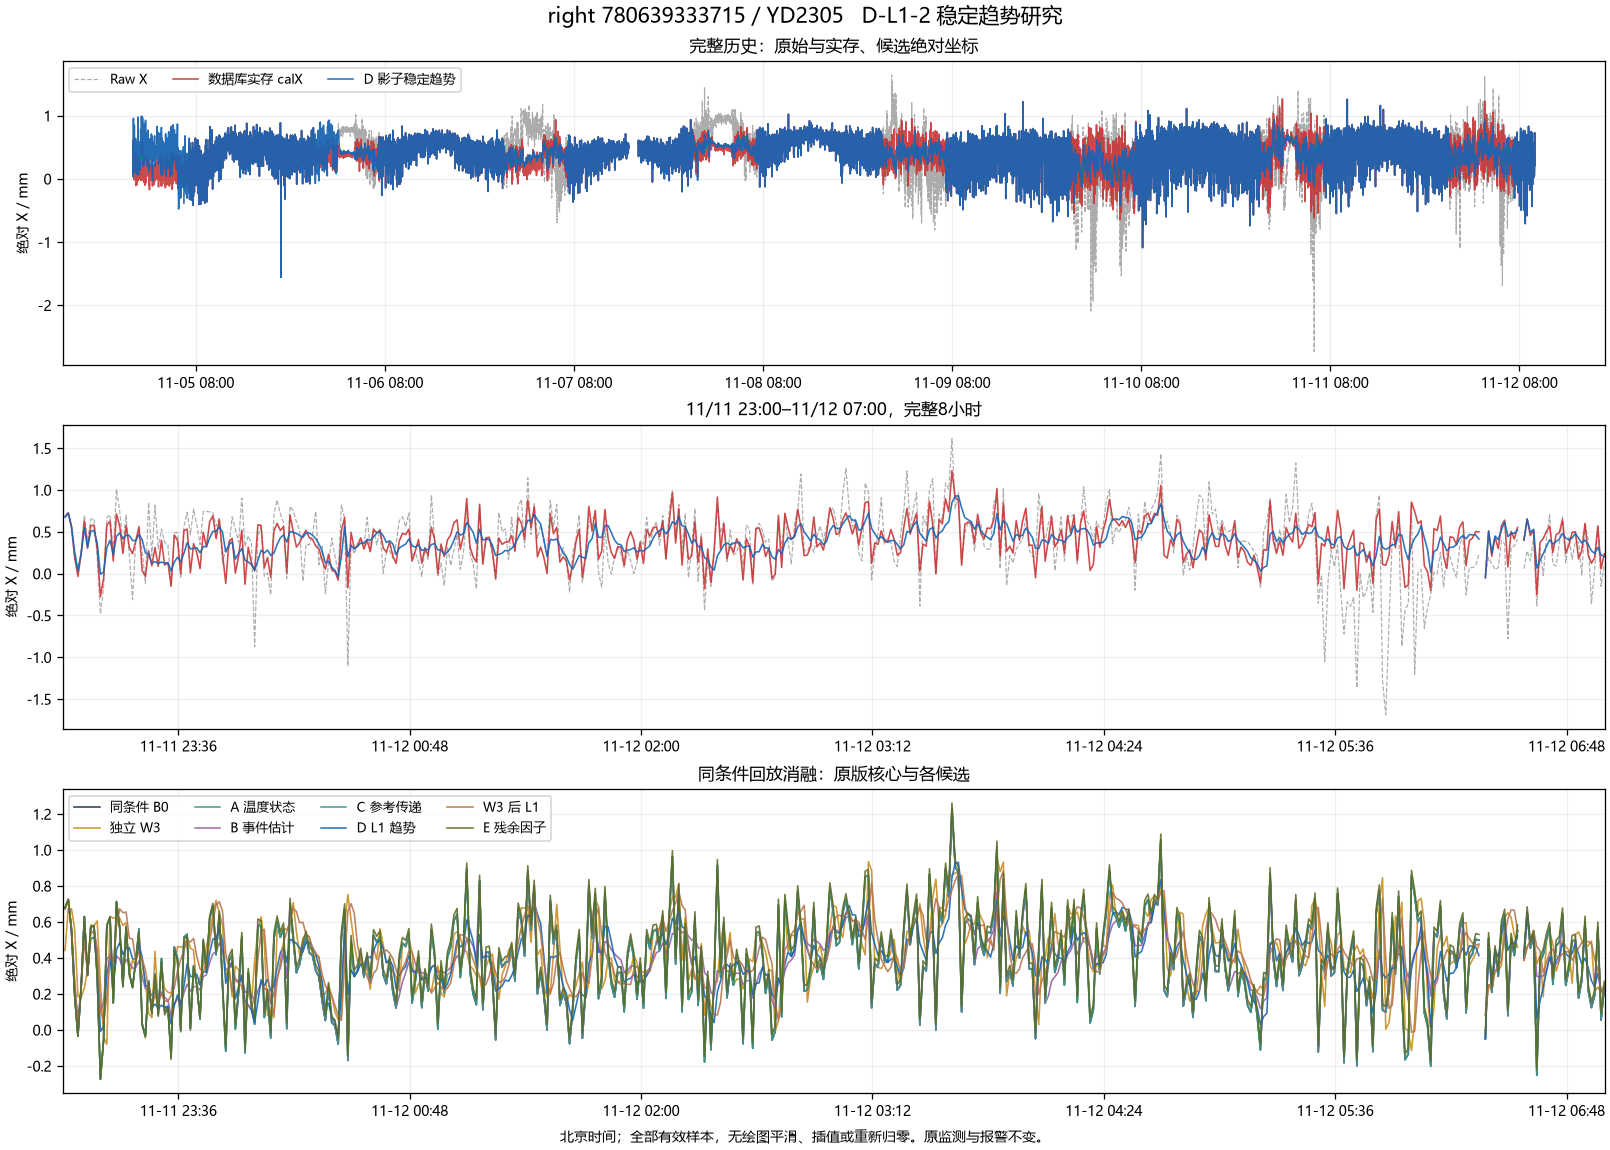 right 780639333715 / YD2305   D-L1-2 稳定趋势研究
完整历史：原始与实存、候选绝对坐标
Raw X  数据库实存 calX  D 影子稳定趋势
绝对 X / mm
1
0
-1
-2
11-05 08:00  11-06 08:00  11-07 08:00  11-08 08:00  11-09 08:00  11-10 08:00  11-11 08:00  11-12 08:00
11/11 23:00–11/12 07:00，完整8小时
绝对 X / mm
1.5
1.0
0.5
0.0
-0.5
-1.0
-1.5
11-11 23:36  11-12 00:48  11-12 02:00  11-12 03:12  11-12 04:24  11-12 05:36  11-12 06:48
同条件回放消融：原版核心与各候选
同条件 B0  A 温度状态  C 参考传递  W3 后 L1
独立 W3  B 事件估计  D L1 趋势  E 残余因子
绝对 X / mm
1.2
1.0
0.8
0.6
0.4
0.2
0.0
-0.2
11-11 23:36  11-12 00:48  11-12 02:00  11-12 03:12  11-12 04:24  11-12 05:36  11-12 06:48
北京时间；全部有效样本，无绘图平滑、插值或重新归零。原监测与报警不变。